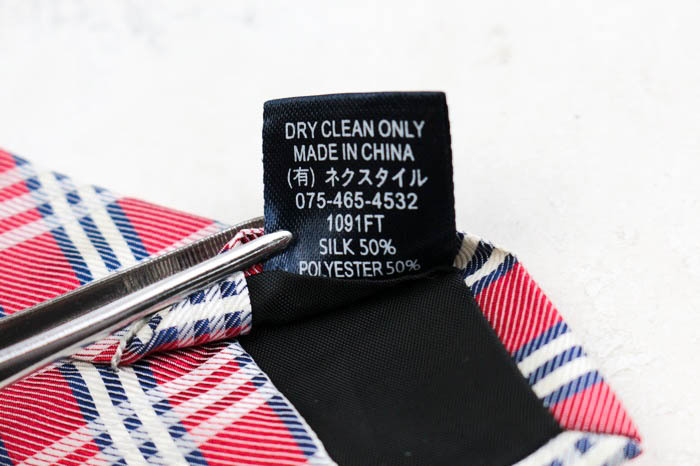 DRY CLEAN ONLY
MADE IN CHINA
(有) ネクスタイル
075-465-4532
1091FT
SILK 50%
POLYESTER 50%